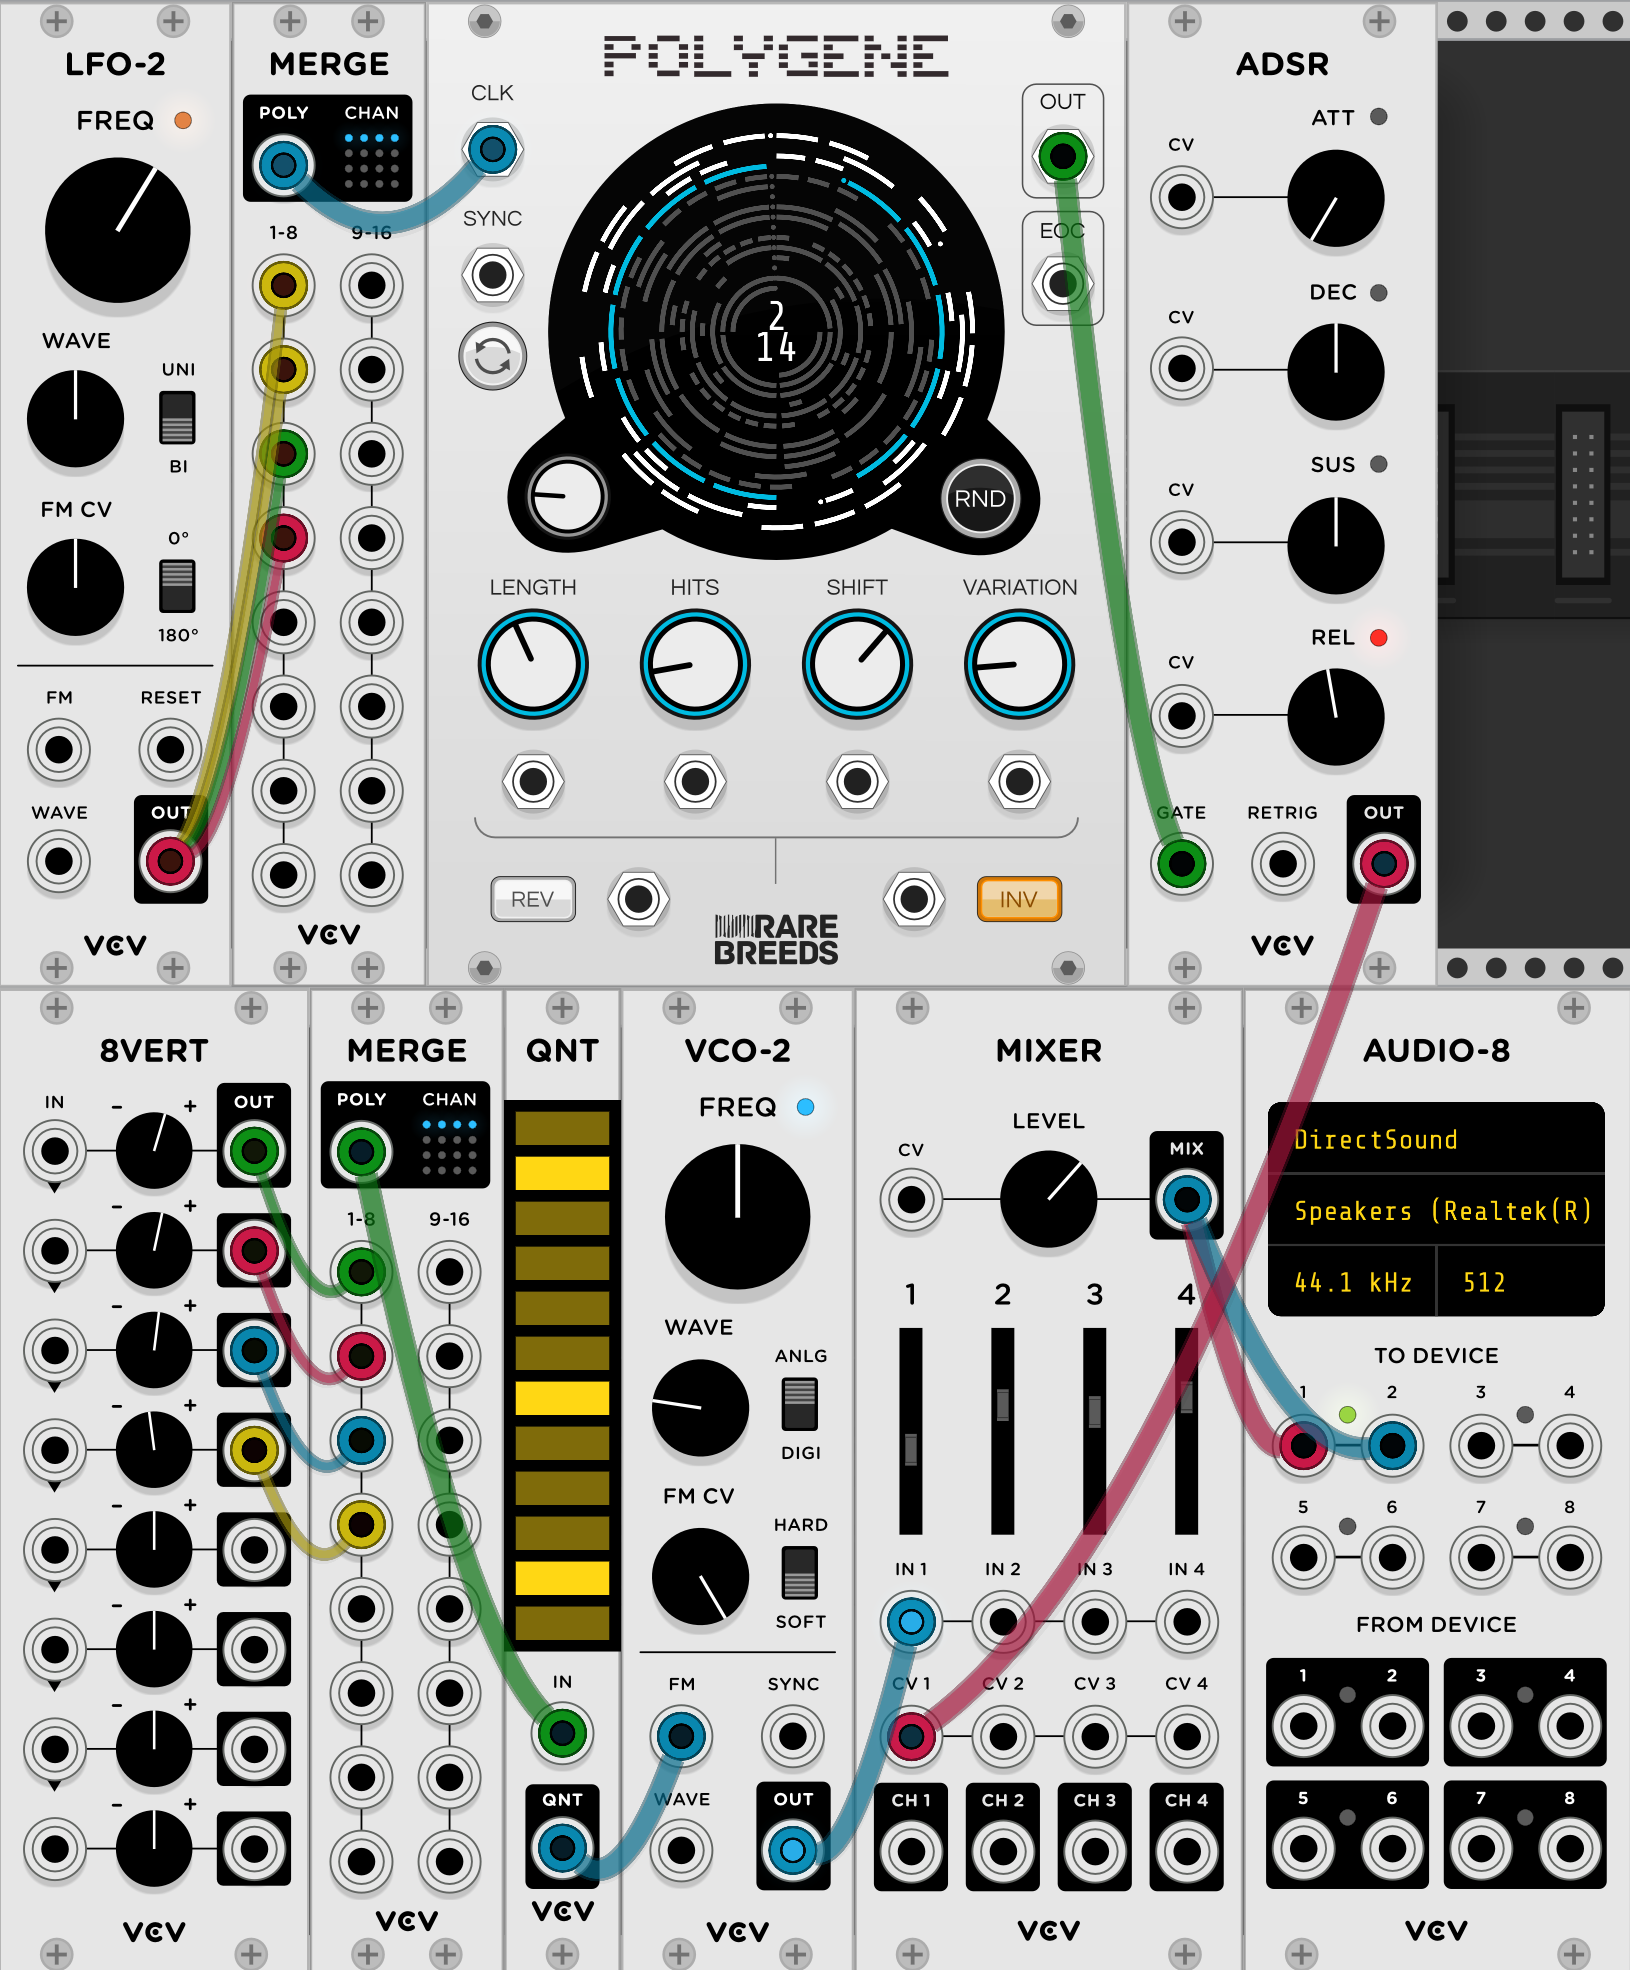 LFO-2
FREQ
WAVE
UNI
BI
FM CV
0°
180°
FM
RESET
WAVE
OUT
VCV
MERGE
POLY
CHAN
1-8
9-16
VCV
POLYGENE
CLK
SYNC
OUT
EOC
2
14
RND
LENGTH
HITS
SHIFT
VARIATION
REV
INV
RARE
BREEDS
ADSR
ATT
CV
DEC
CV
SUS
CV
REL
CV
GATE
RETRIG
OUT
VCV
8VERT
IN
- +
OUT
- +
- +
- +
- +
- +
- +
- +
VCV
MERGE
POLY
CHAN
1-8
9-16
VCV
QNT
IN
QNT
VCV
VCO-2
FREQ
WAVE
ANLG
DIGI
FM CV
HARD
SOFT
FM
SYNC
WAVE
OUT
VCV
MIXER
LEVEL
CV
MIX
1 2 3 4
IN 1 IN 2 IN 3 IN 4
CV 1 CV 2 CV 3 CV 4
CH 1 CH 2 CH 3 CH 4
VCV
AUDIO-8
DirectSound
Speakers (Realtek(R)
44.1 kHz 512
TO DEVICE
1 2 3 4
5 6 7 8
FROM DEVICE
1 2 3 4
5 6 7 8
VCV